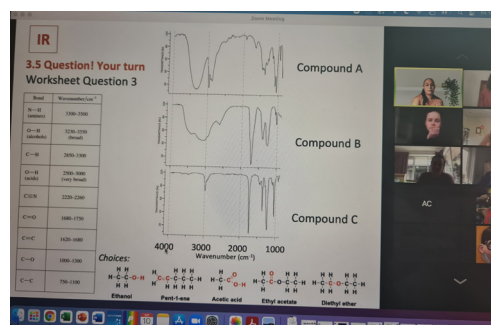 Zoom Meeting
IR
3.5 Question! Your turn
Worksheet Question 3
Bond Wavenumber/cm⁻¹
N—H (amines) 3300-3500
O—H (alcohols) 3230-3550 (broad)
C—H 2850-3300
O—H (acids) 2500-3000 (very broad)
C≡N 2220-2260
C=O 1680-1750
C=C 1620-1680
C—O 1000-1300
C—C 750-1100
Compound A
Compound B
Compound C
4000 3000 2000 1000
Wavenumber (cm⁻¹)
Choices:
Ethanol
Pent-1-ene
Acetic acid
Ethyl acetate
Diethyl ether
AC